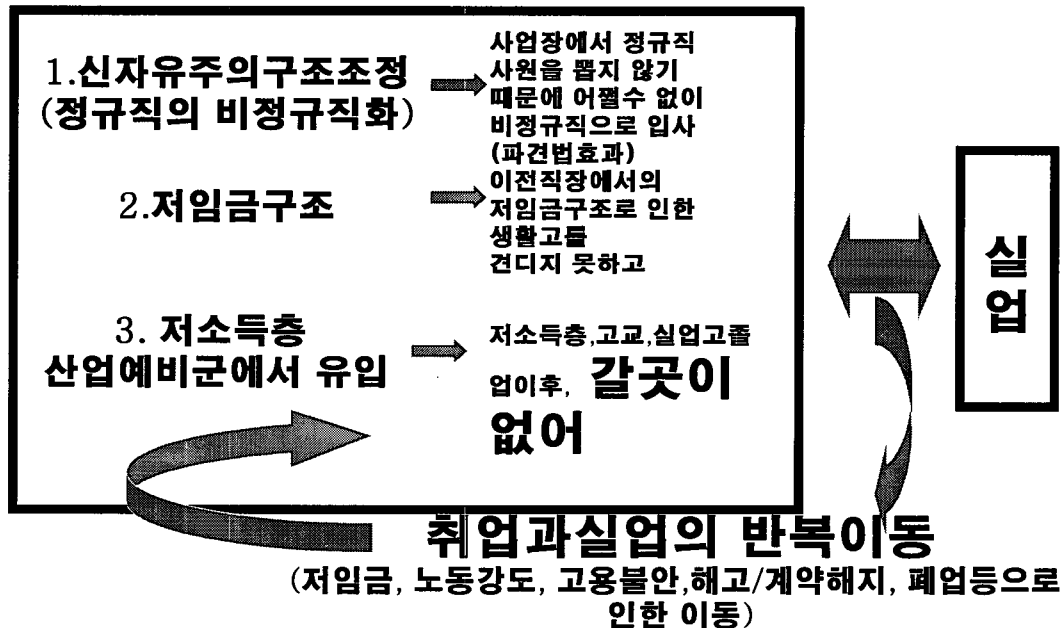 1.신자유주의구조조정
(정규직의 비정규직화)
사업장에서 정규직
사원을 뽑지 않기
때문에 어쩔수 없이
비정규직으로 입사
(파견법효과)
2.저임금구조
이전직장에서의
저임금구조로 인한
생활고를
견디지 못하고
3. 저소득층
산업예비군에서 유입
저소득층,고교,실업고졸
업이후, 갈곳이
없어
실
업
취업과실업의 반복이동
(저임금, 노동강도, 고용불안,해고/계약해지, 폐업등으로
인한 이동)